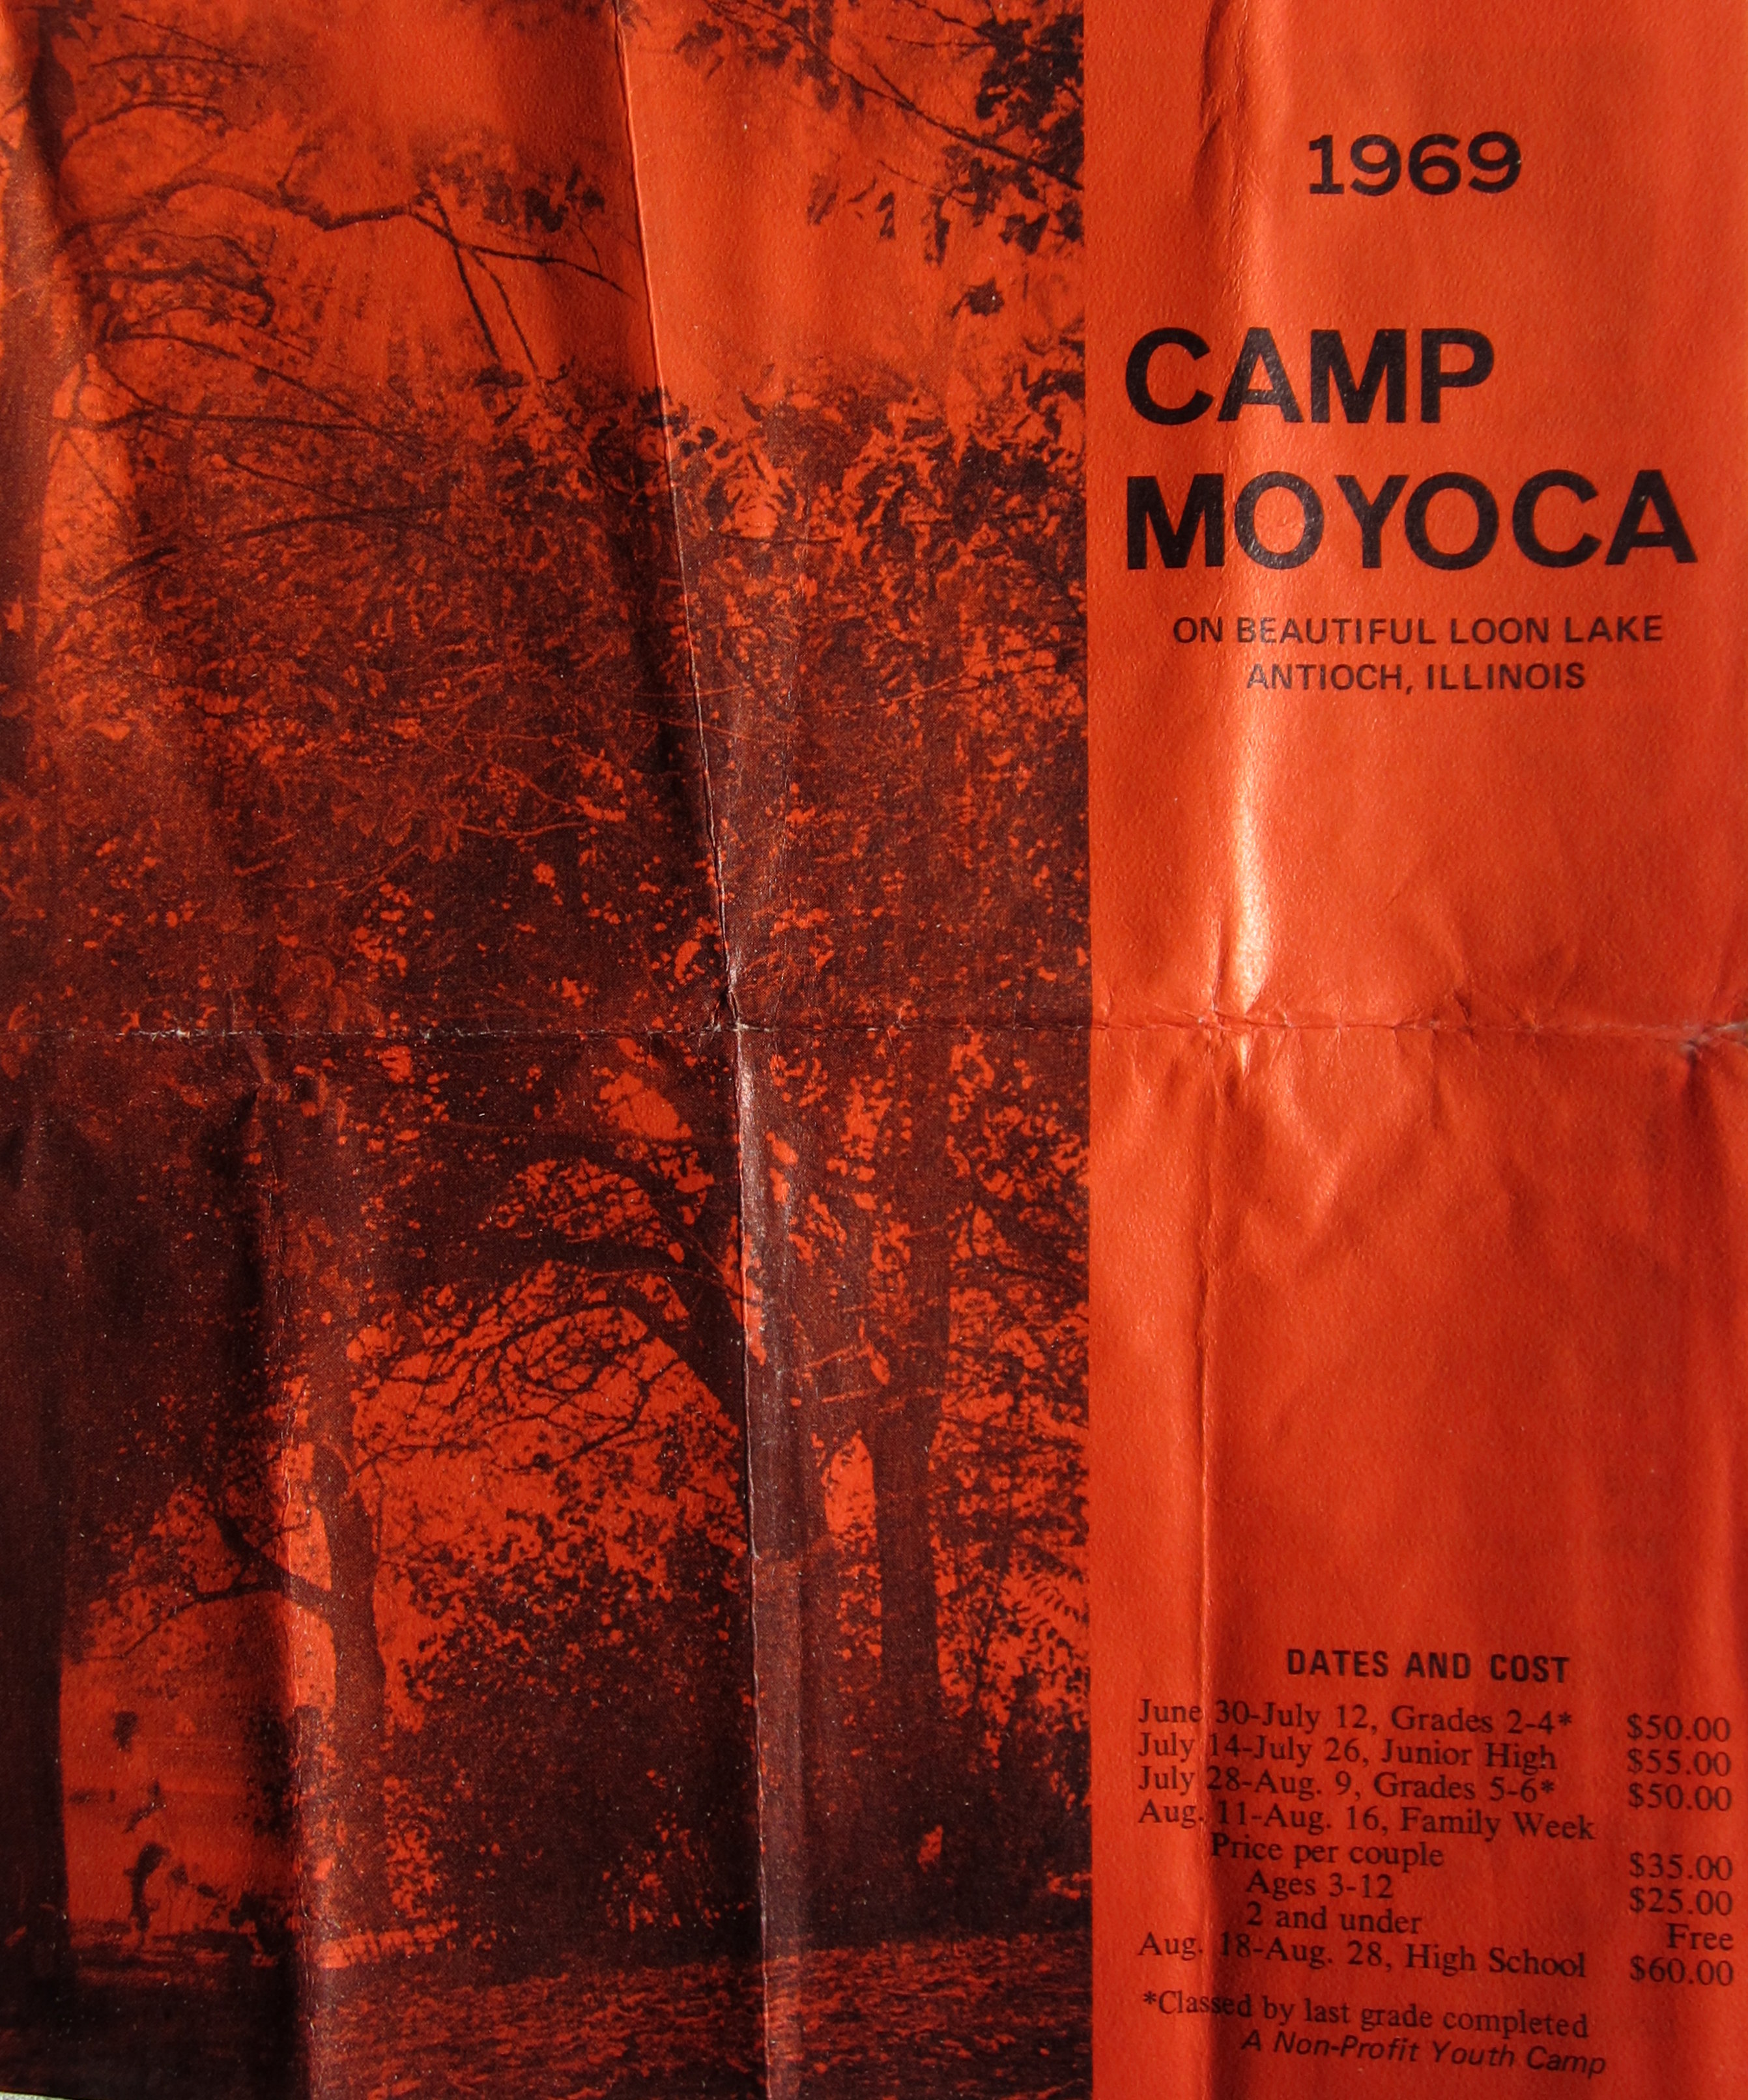 1969
CAMP
MOYOCA
ON BEAUTIFUL LOON LAKE
ANTIOCH, ILLINOIS
DATES AND COST
June 30-July 12, Grades 2-4* $50.00
July 14-July 26, Junior High $55.00
July 28-Aug. 9, Grades 5-6* $50.00
Aug. 11-Aug. 16, Family Week
Price per couple $35.00
Ages 3-12 $25.00
2 and under Free
Aug. 18-Aug. 28, High School $60.00
*Classed by last grade completed
A Non-Profit Youth Camp